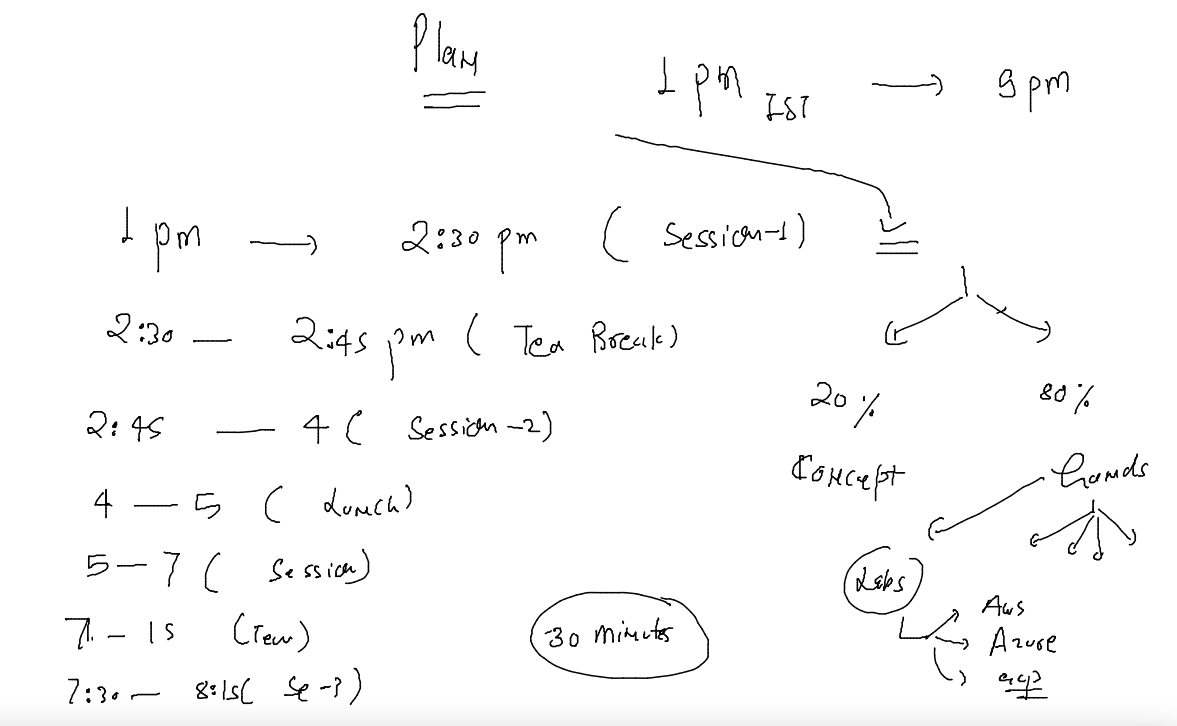 Plan
1 pm IST → 9 pm
1 pm → 2:30 pm ( Session-1)
2:30 — 2:45 pm ( Tea Break)
2:45 — 4 ( Session-2)
4 — 5 ( Lunch)
5 — 7 ( Session)
7 — 15 (Tea)
7:30 — 8:15( Se-3)
30 minutes
20% 80%
Concept Hands
Labs
Aws
Azure
GCP